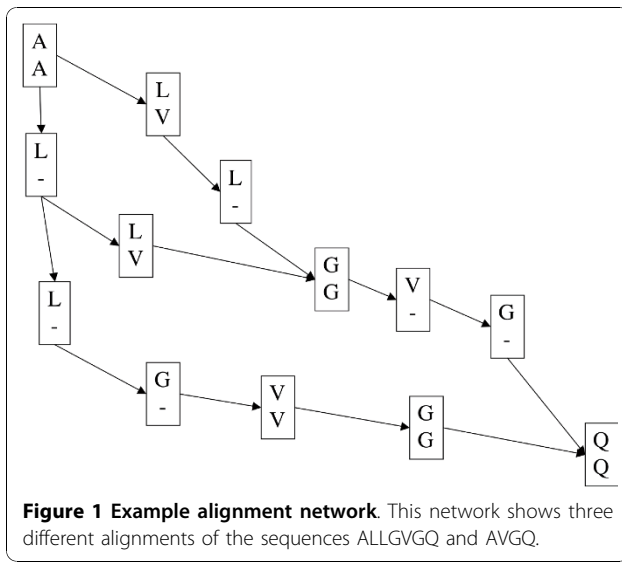 A
A
L
V
L
-
L
-
L
V
G
G
V
-
G
-
L
-
G
-
V
V
G
G
Q
Q
Figure 1 Example alignment network. This network shows three
different alignments of the sequences ALLGVGQ and AVGQ.